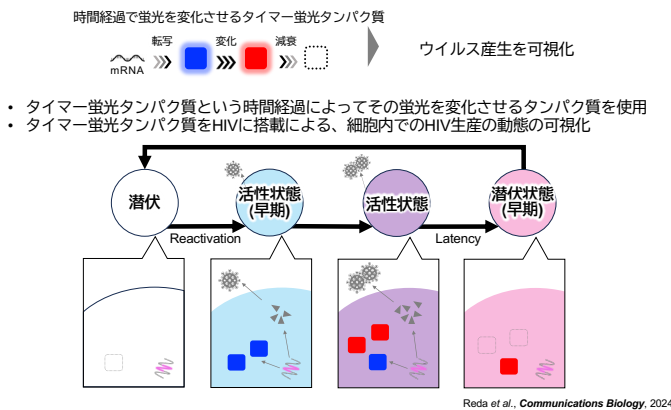 時間経過で蛍光を変化させるタイマー蛍光タンパク質
転写
変化
減衰
mRNA
ウイルス産生を可視化
• タイマー蛍光タンパク質という時間経過によってその蛍光を変化させるタンパク質を使用
• タイマー蛍光タンパク質をHIVに搭載による、細胞内でのHIV生産の動態の可視化
潜伏
活性状態
(早期)
活性状態
潜伏状態
(早期)
Reactivation
Latency
Reda et al., Communications Biology, 2024